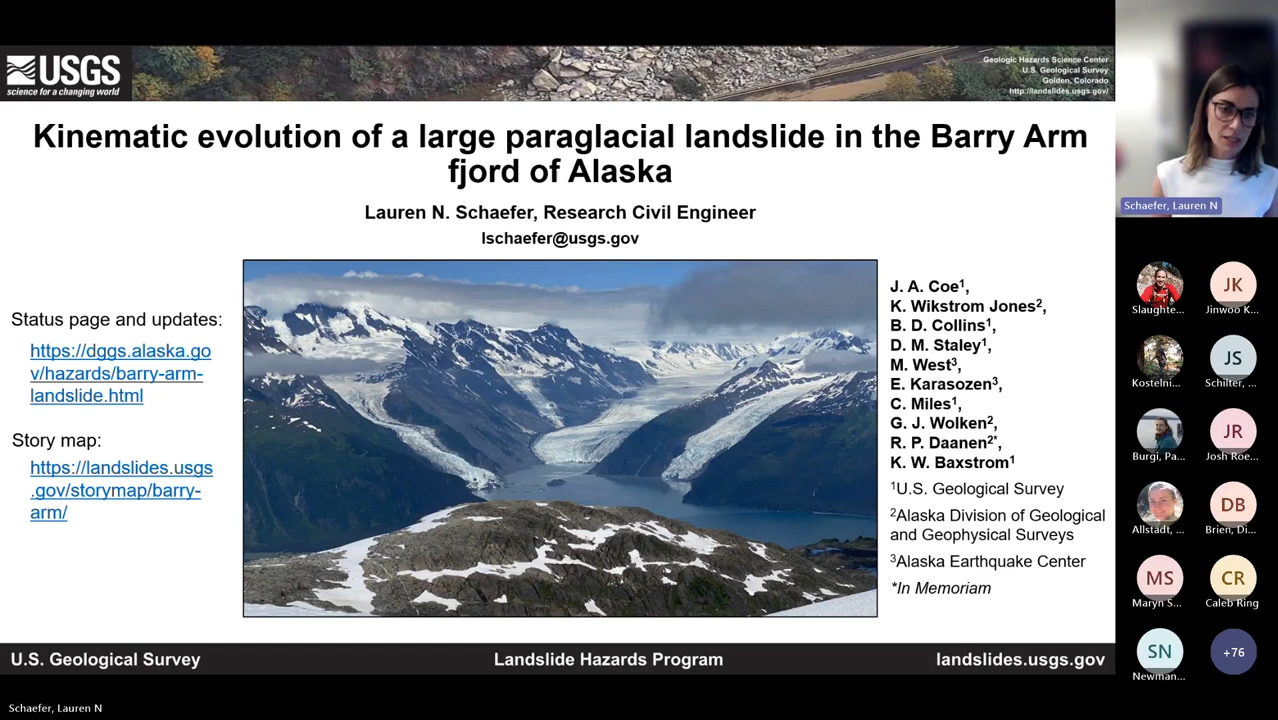 USGS
science for a changing world
Geologic Hazards Science Center
U.S. Geological Survey
Golden, Colorado
http://landslides.usgs.gov/
Kinematic evolution of a large paraglacial landslide in the Barry Arm
fjord of Alaska
Lauren N. Schaefer, Research Civil Engineer
lschaefer@usgs.gov
Status page and updates:
https://dggs.alaska.go
v/hazards/barry-arm-
landslide.html
Story map:
https://landslides.usgs
.gov/storymap/barry-
arm/
J. A. Coe¹,
K. Wikstrom Jones²,
B. D. Collins¹,
D. M. Staley¹,
M. West³,
E. Karasozen³,
C. Miles¹,
G. J. Wolken²,
R. P. Daanen²*,
K. W. Baxstrom¹
¹U.S. Geological Survey
²Alaska Division of Geological
and Geophysical Surveys
³Alaska Earthquake Center
*In Memoriam
U.S. Geological Survey
Landslide Hazards Program
landslides.usgs.gov
Schaefer, Lauren N
Slaughte...
JK
Jinwoo K...
Kostelni...
JS
Schilter, ...
Burgi, Pa...
JR
Josh Roe...
Allstadt, ...
DB
Brien, Di...
MS
Maryn S...
CR
Caleb Ring
SN
Newman...
+76
Schaefer, Lauren N